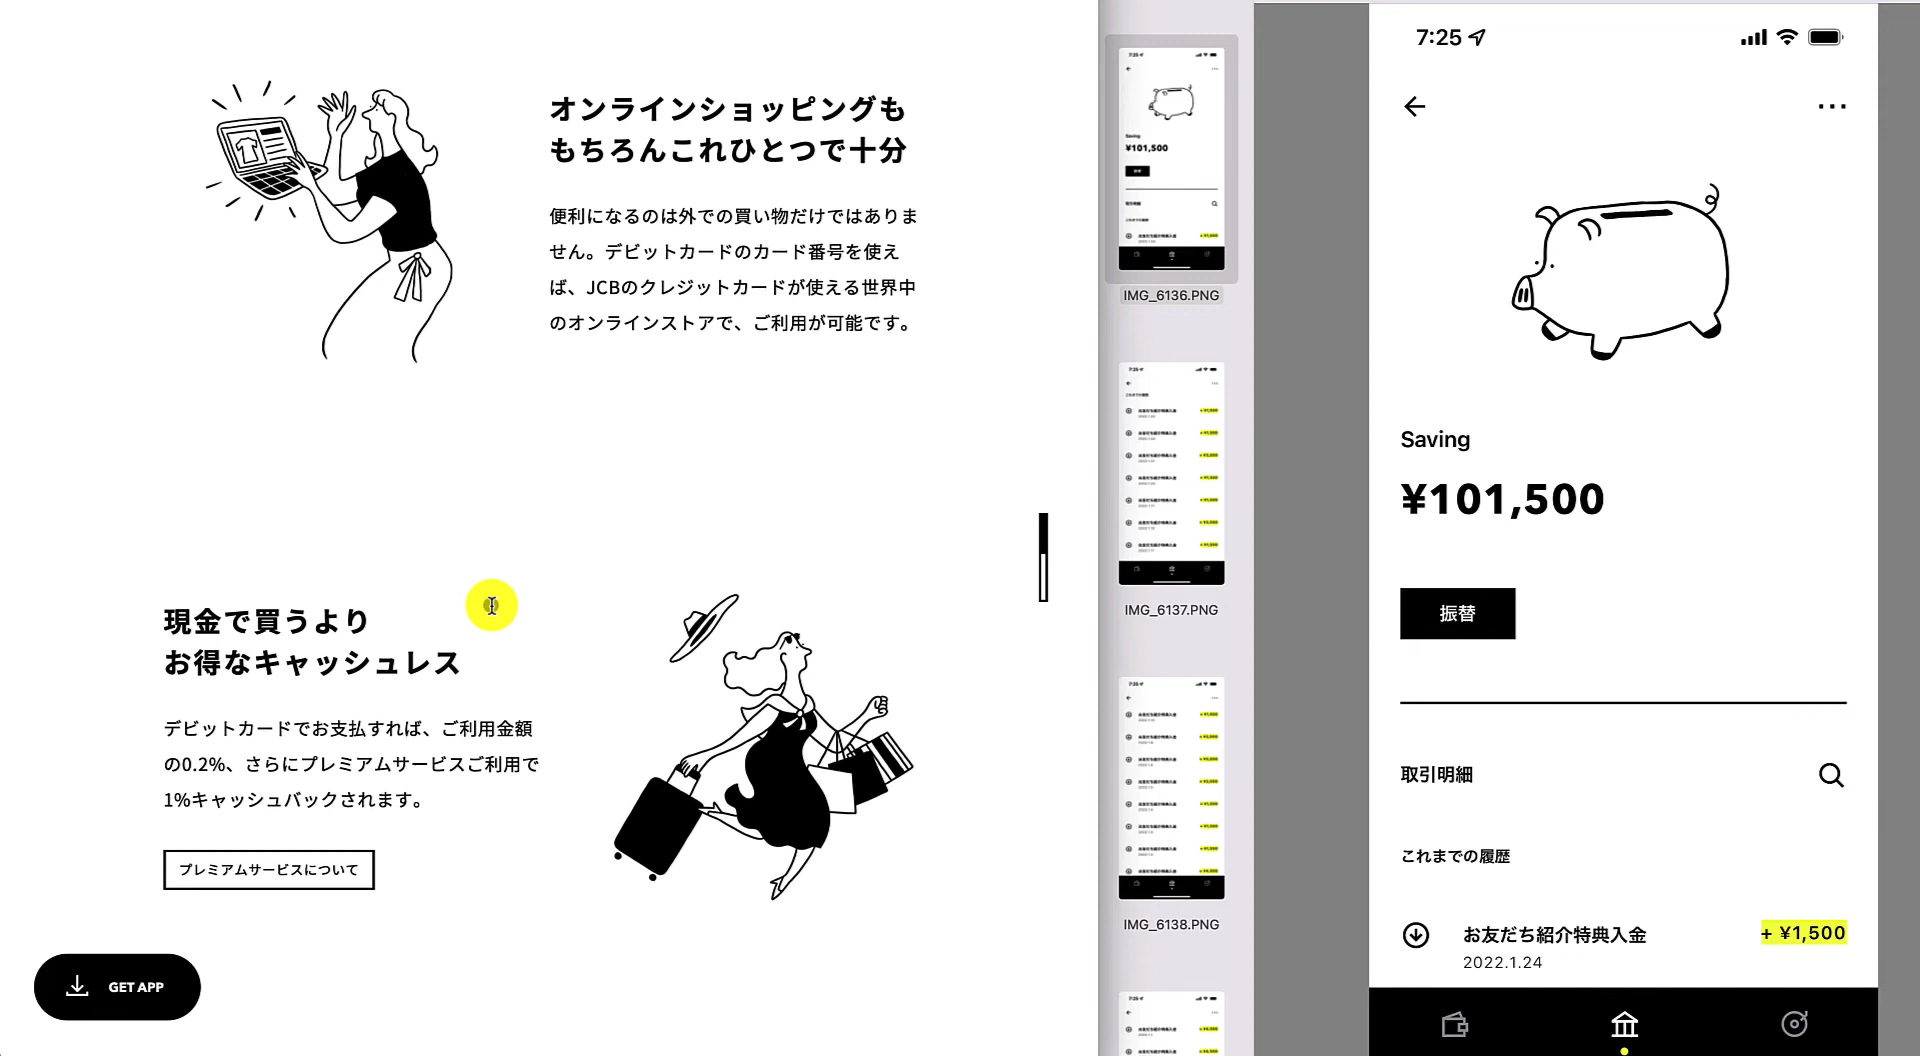 オンラインショッピングも
もちろんこれひとつで十分
便利になるのは外での買い物だけではありま
せん。デビットカードのカード番号を使え
ば、JCBのクレジットカードが使える世界中
のオンラインストアで、ご利用が可能です。
現金で買うより
お得なキャッシュレス
デビットカードでお支払すれば、ご利用金額
の0.2%、さらにプレミアムサービスご利用で
1%キャッシュバックされます。
プレミアムサービスについて
GET APP
7:25
Saving
¥101,500
IMG_6136.PNG
7:25
IMG_6137.PNG
7:25
IMG_6138.PNG
7:25
7:25
Saving
¥101,500
振替
取引明細
これまでの履歴
お友だち紹介特典入金
+ ¥1,500
2022.1.24